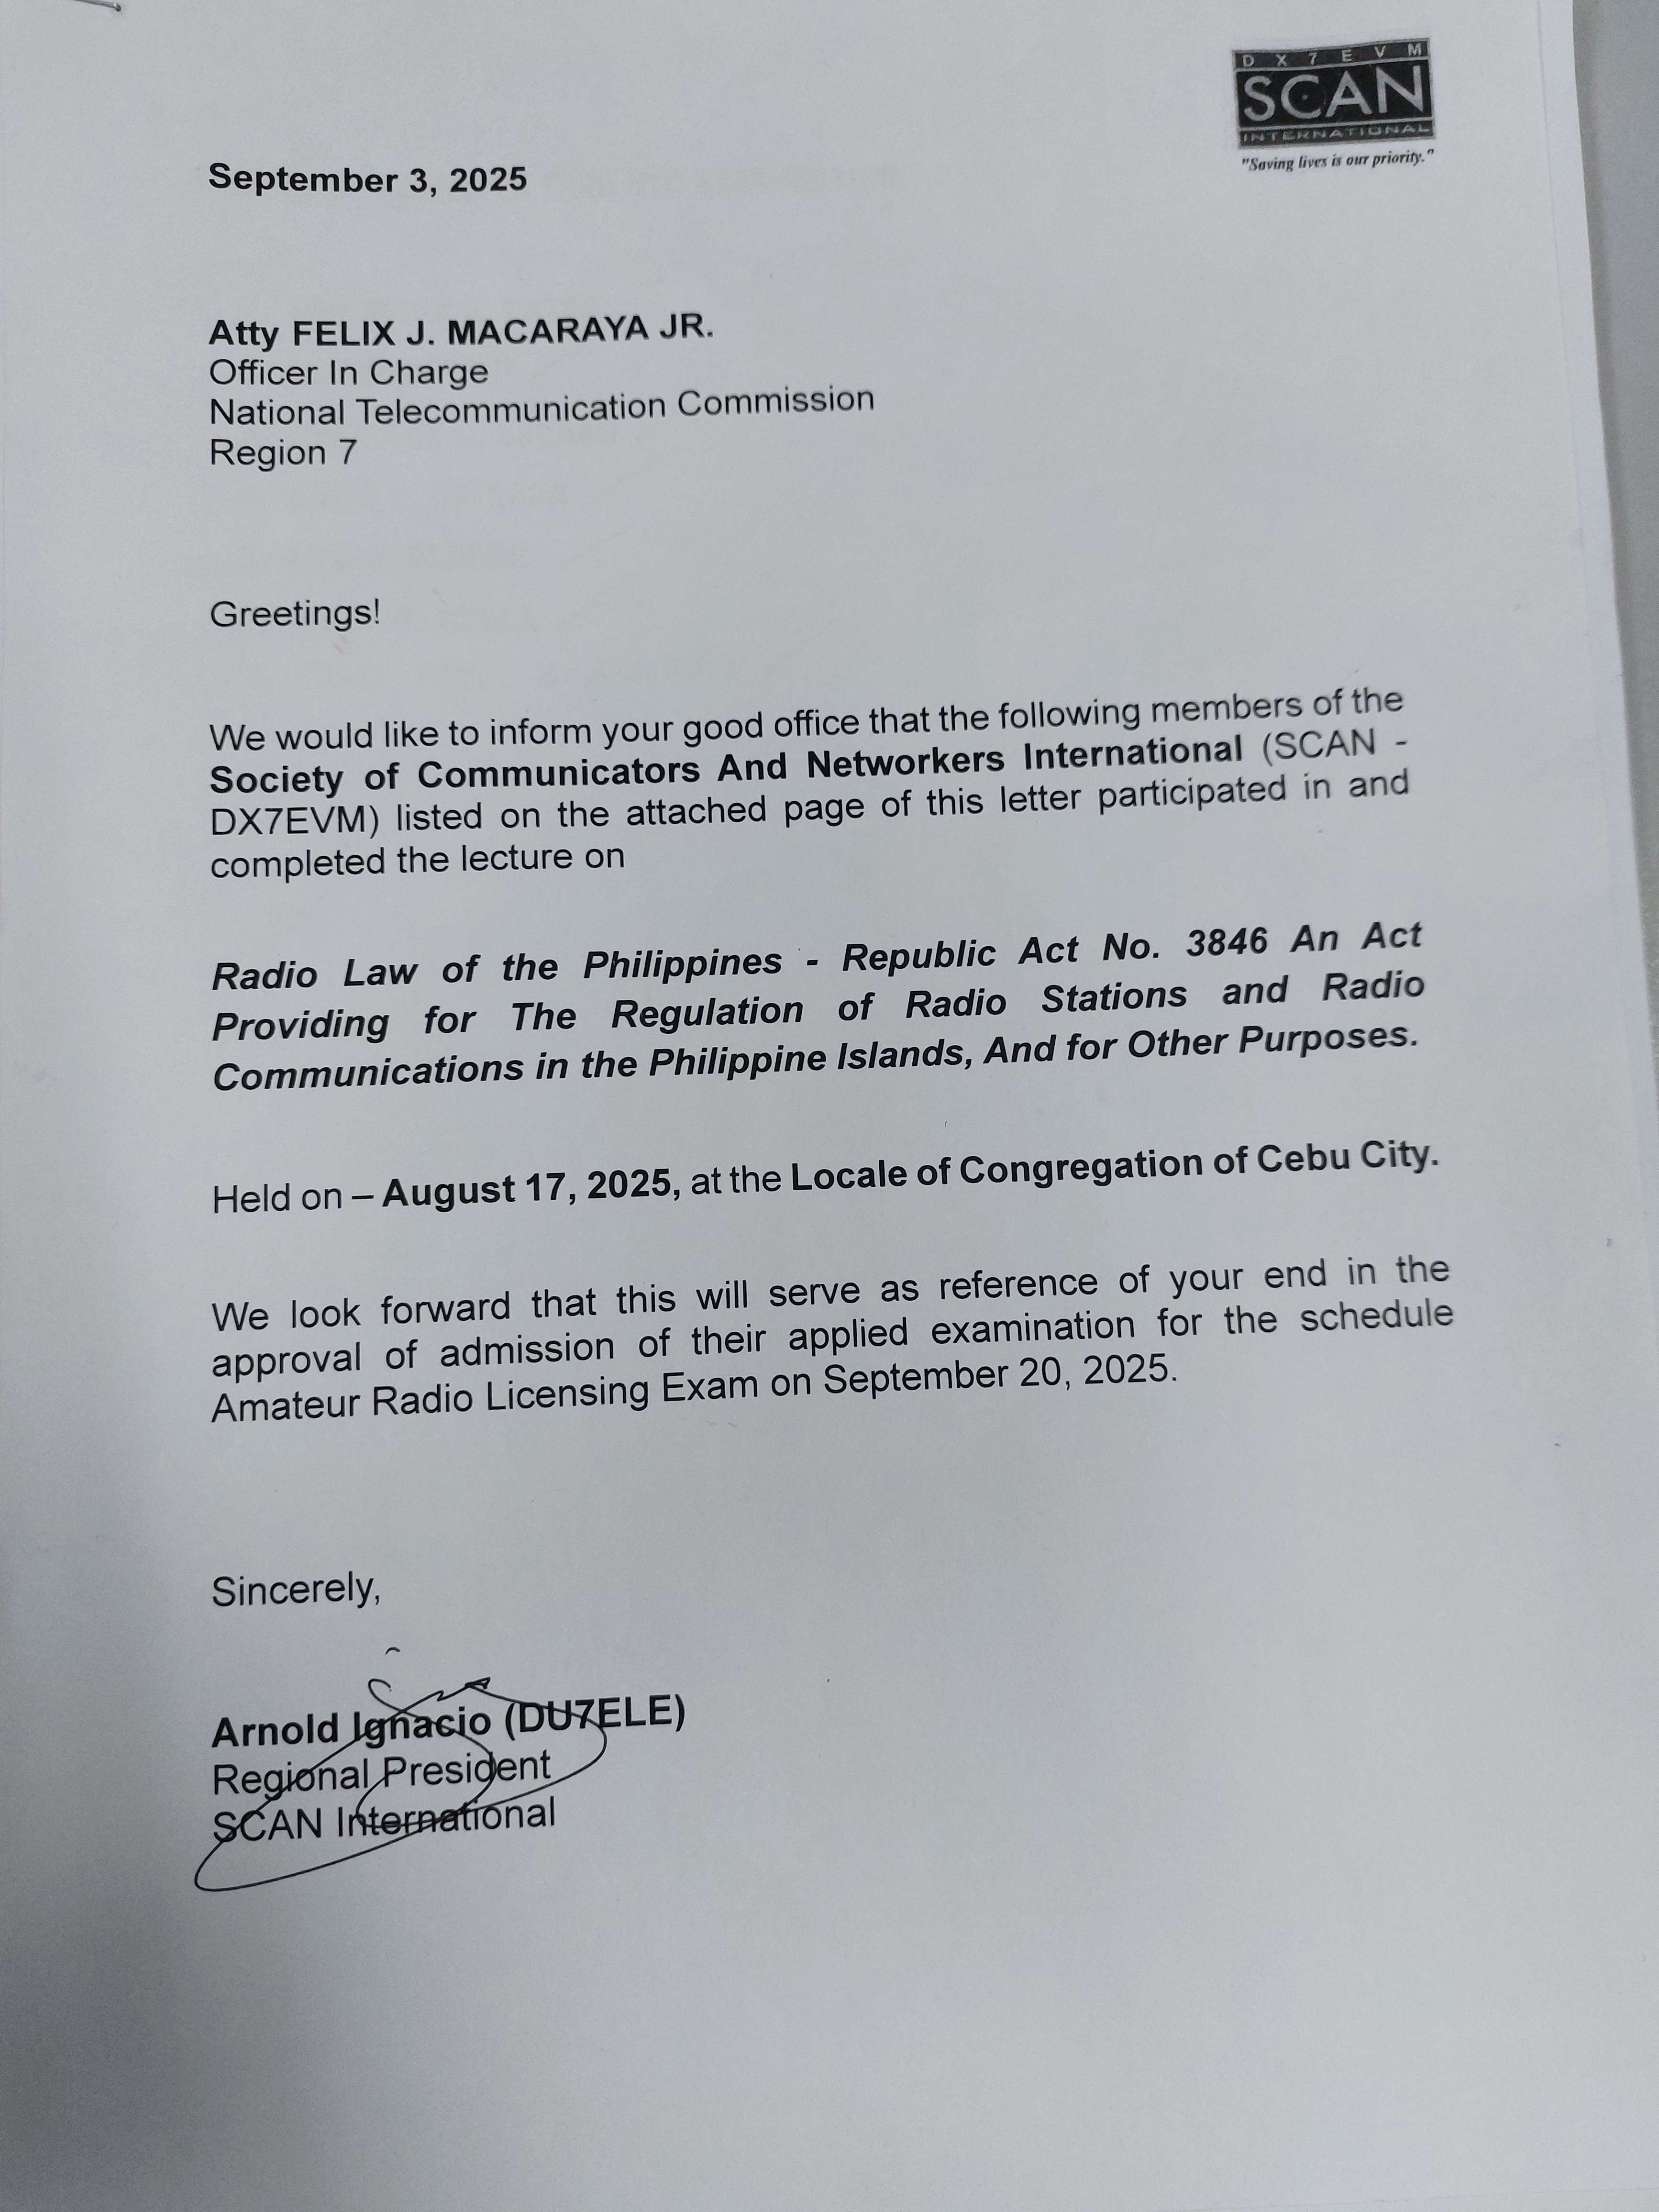 DX7EVM
SCAN
INTERNATIONAL
"Saving lives is our priority."
September 3, 2025
Atty FELIX J. MACARAYA JR.
Officer In Charge
National Telecommunication Commission
Region 7
Greetings!
We would like to inform your good office that the following members of the
Society of Communicators And Networkers International (SCAN -
DX7EVM) listed on the attached page of this letter participated in and
completed the lecture on
Radio Law of the Philippines - Republic Act No. 3846 An Act
Providing for The Regulation of Radio Stations and Radio
Communications in the Philippine Islands, And for Other Purposes.
Held on – August 17, 2025, at the Locale of Congregation of Cebu City.
We look forward that this will serve as reference of your end in the
approval of admission of their applied examination for the schedule
Amateur Radio Licensing Exam on September 20, 2025.
Sincerely,
Arnold Ignacio (DU7ELE)
Regional President
SCAN International